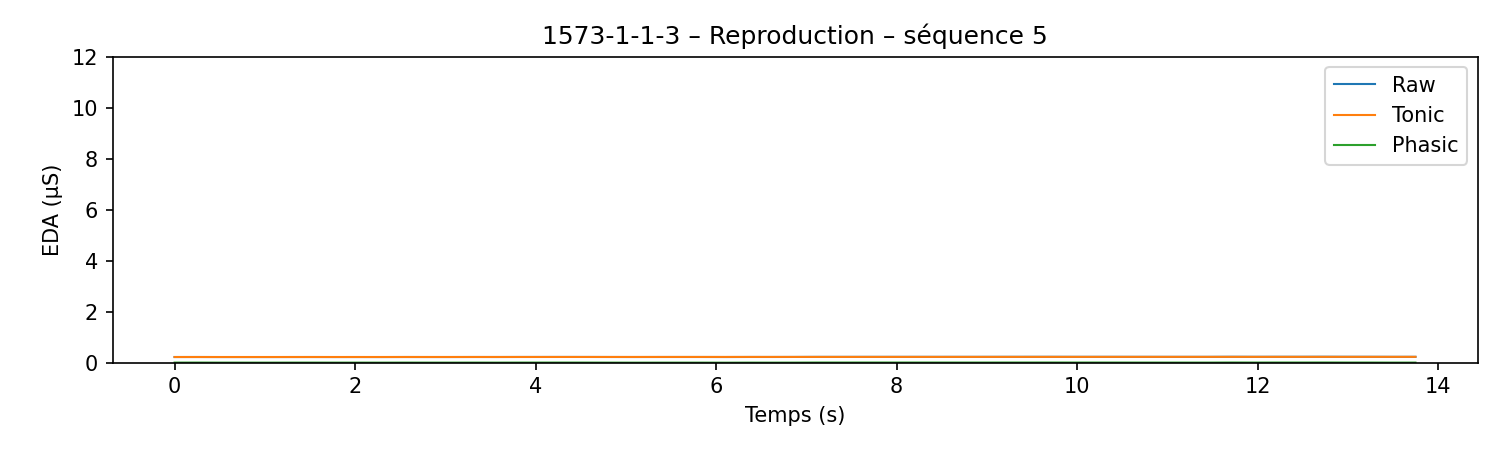 1573-1-1-3 – Reproduction – séquence 5
12
10
8
6
4
2
0
EDA (µS)
Raw
Tonic
Phasic
0 2 4 6 8 10 12 14
Temps (s)